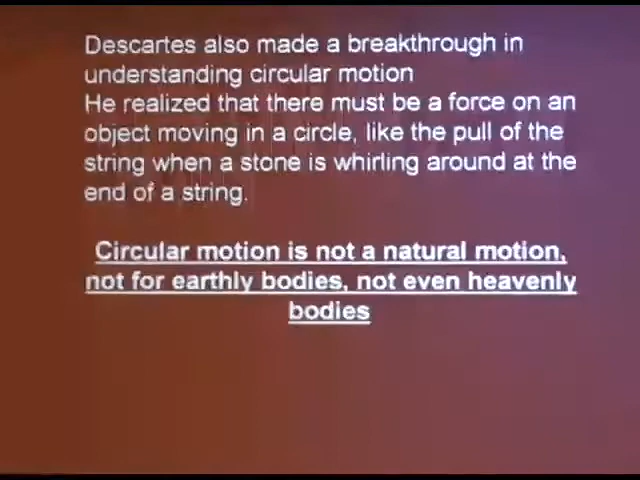 Descartes also made a breakthrough in
understanding circular motion
He realized that there must be a force on an
object moving in a circle, like the pull of the
string when a stone is whirling around at the
end of a string.
Circular motion is not a natural motion,
not for earthly bodies, not even heavenly
bodies